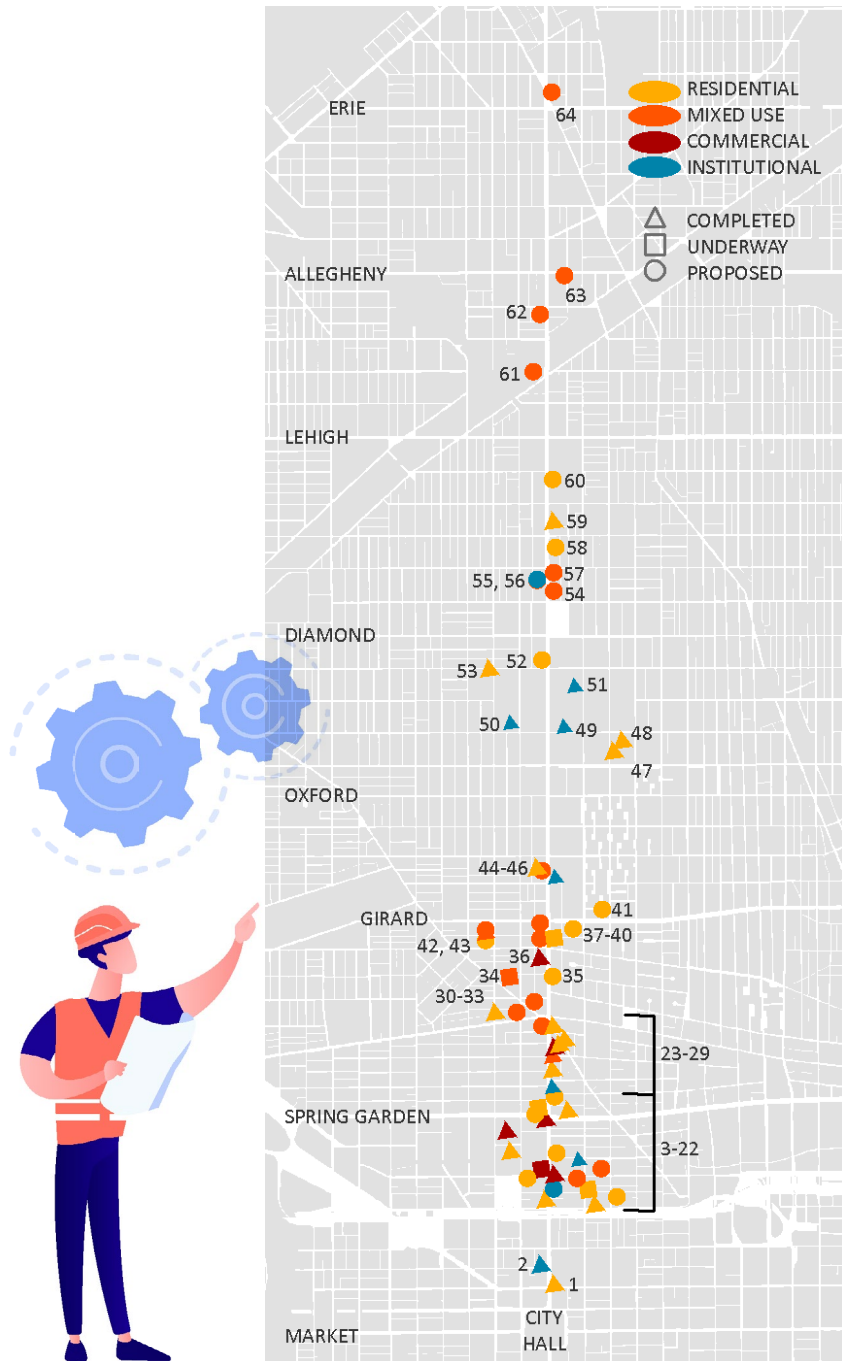 RESIDENTIAL
MIXED USE
ERIE
64
COMMERCIAL
INSTITUTIONAL
COMPLETED
UNDERWAY
ALLEGHENY
PROPOSED
63
62
61
LEHIGH
60
59
58
57
55, 56
54
DIAMOND
52
53
51
50
49
48
47
OXFORD
44-46
41
GIRARD
37-40
42, 43
36
34
35
30-33
23-29
SPRING GARDEN
3-22
2
1
CITY
HALL
MARKET